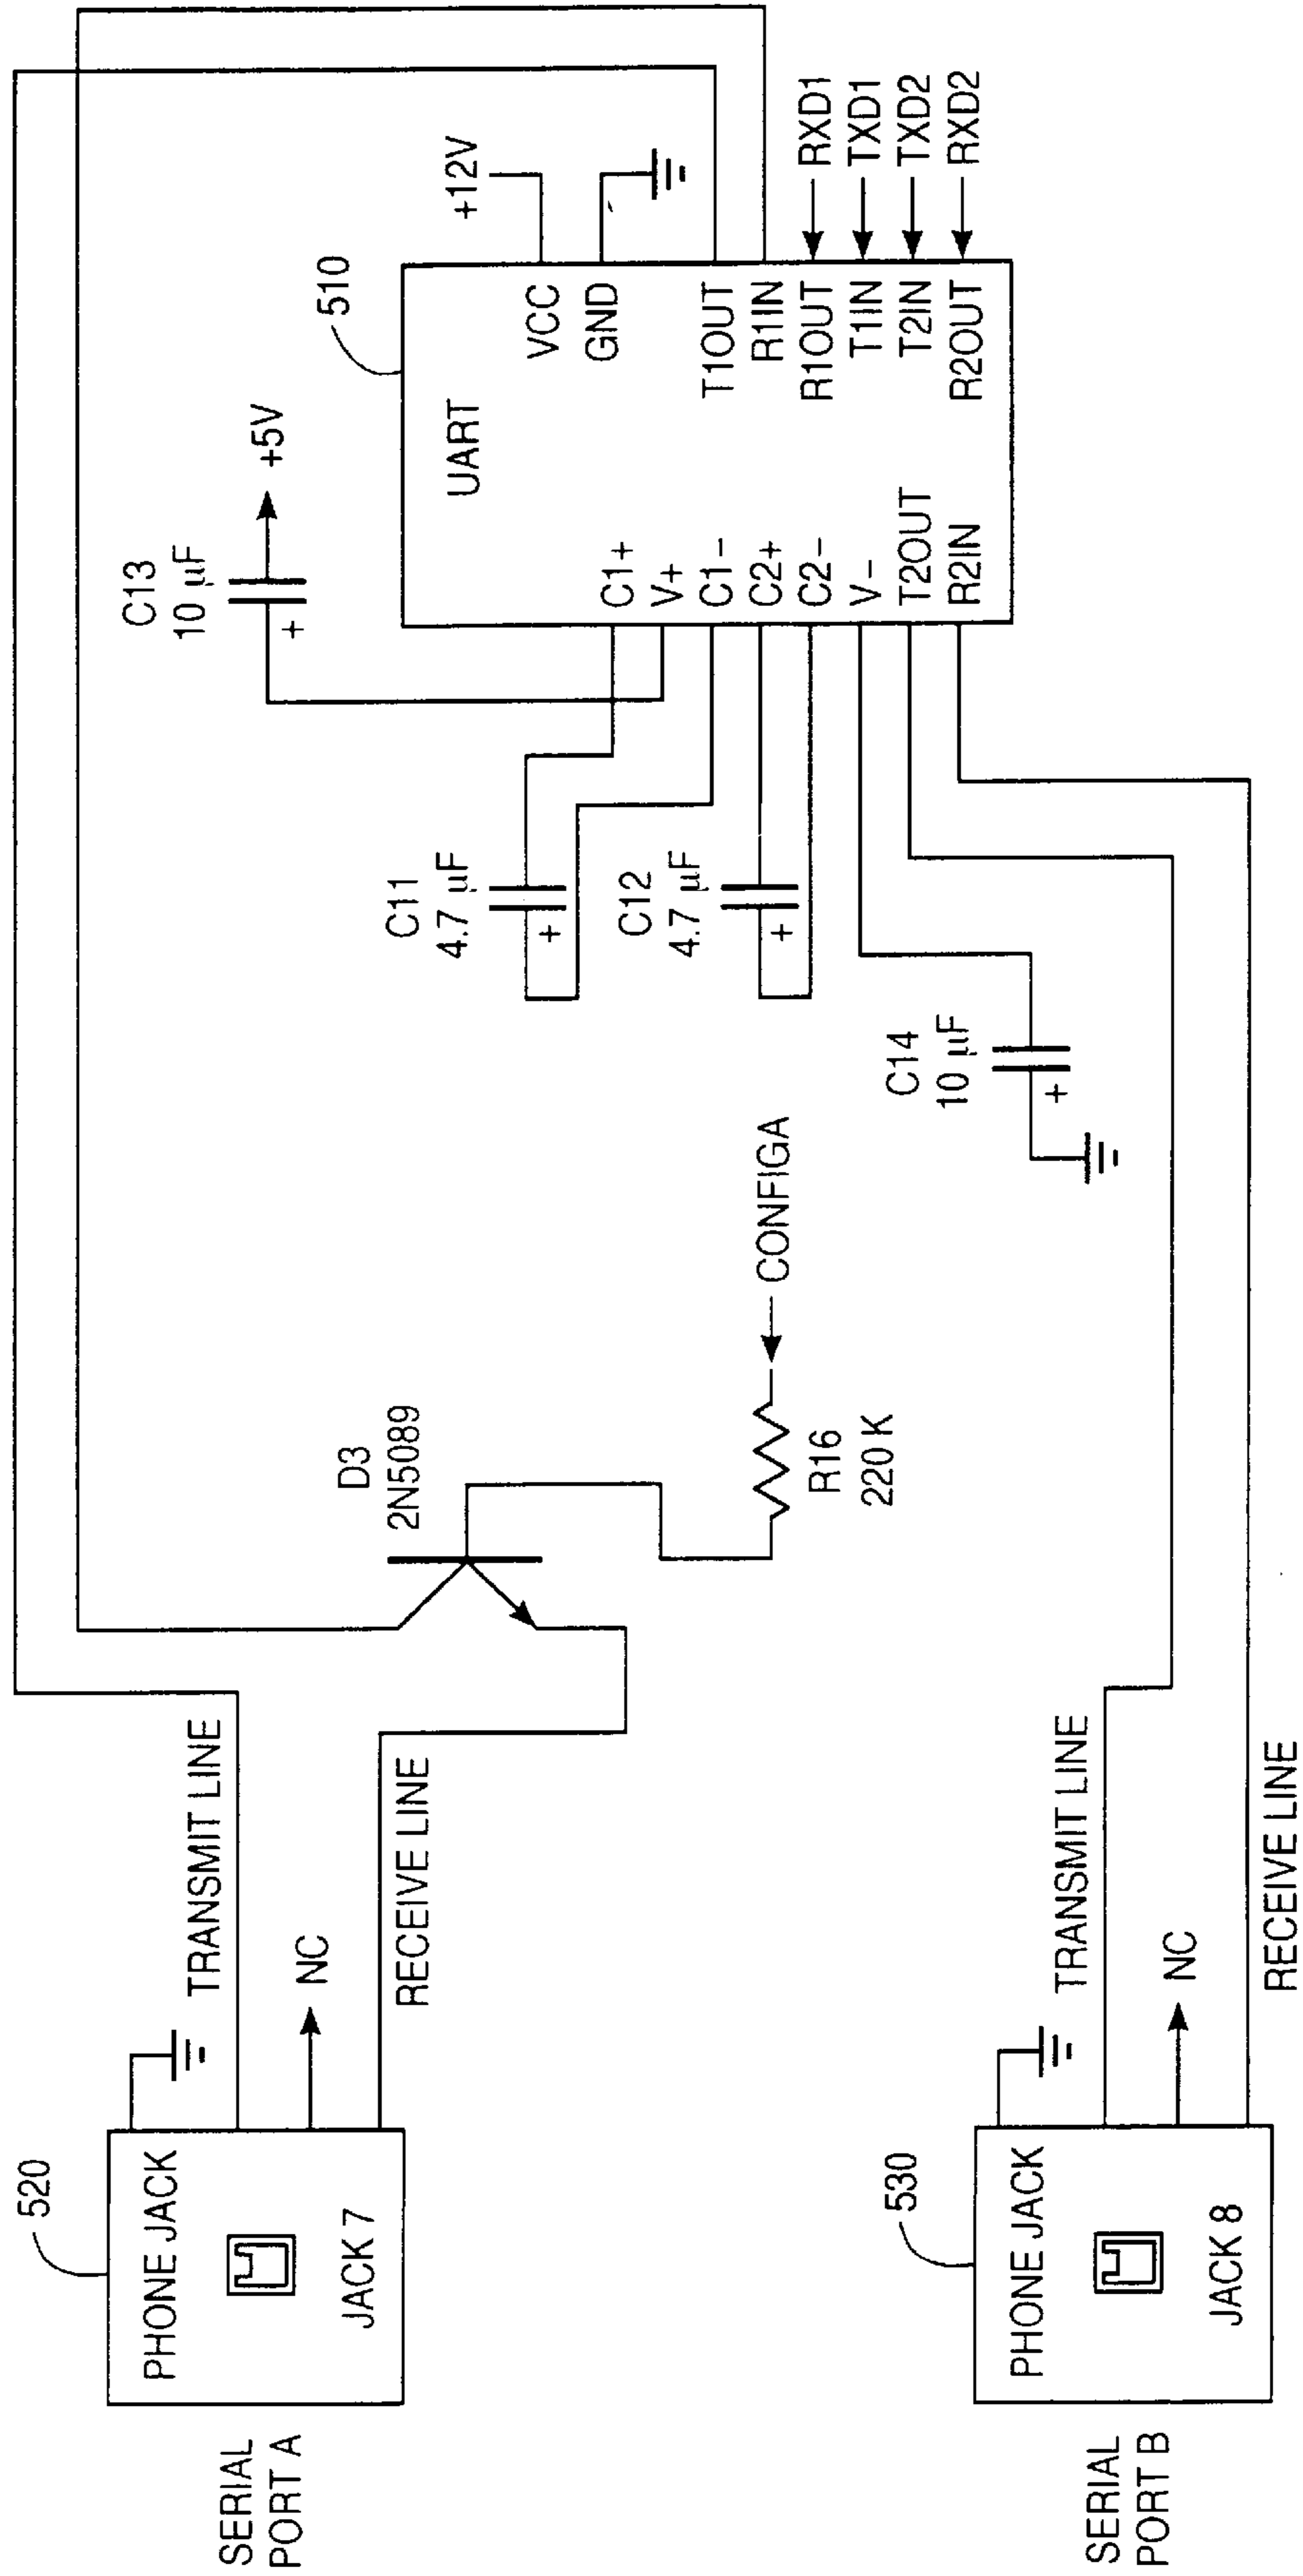 SERIAL
PORT A
520
PHONE JACK
JACK 7
TRANSMIT LINE
NC
RECEIVE LINE
D3
2N5089
R16
220 K
CONFIGA
C13
10 µF
+
+5V
C11
4.7 µF
+
C12
4.7 µF
+
C14
10 µF
+
510
UART
C1+
V+
C1−
C2+
C2−
V−
T2OUT
R2IN
VCC
GND
T1OUT
R1IN
R1OUT
T1IN
T2IN
R2OUT
+12V
RXD1
TXD1
TXD2
RXD2
SERIAL
PORT B
530
PHONE JACK
JACK 8
TRANSMIT LINE
NC
RECEIVE LINE